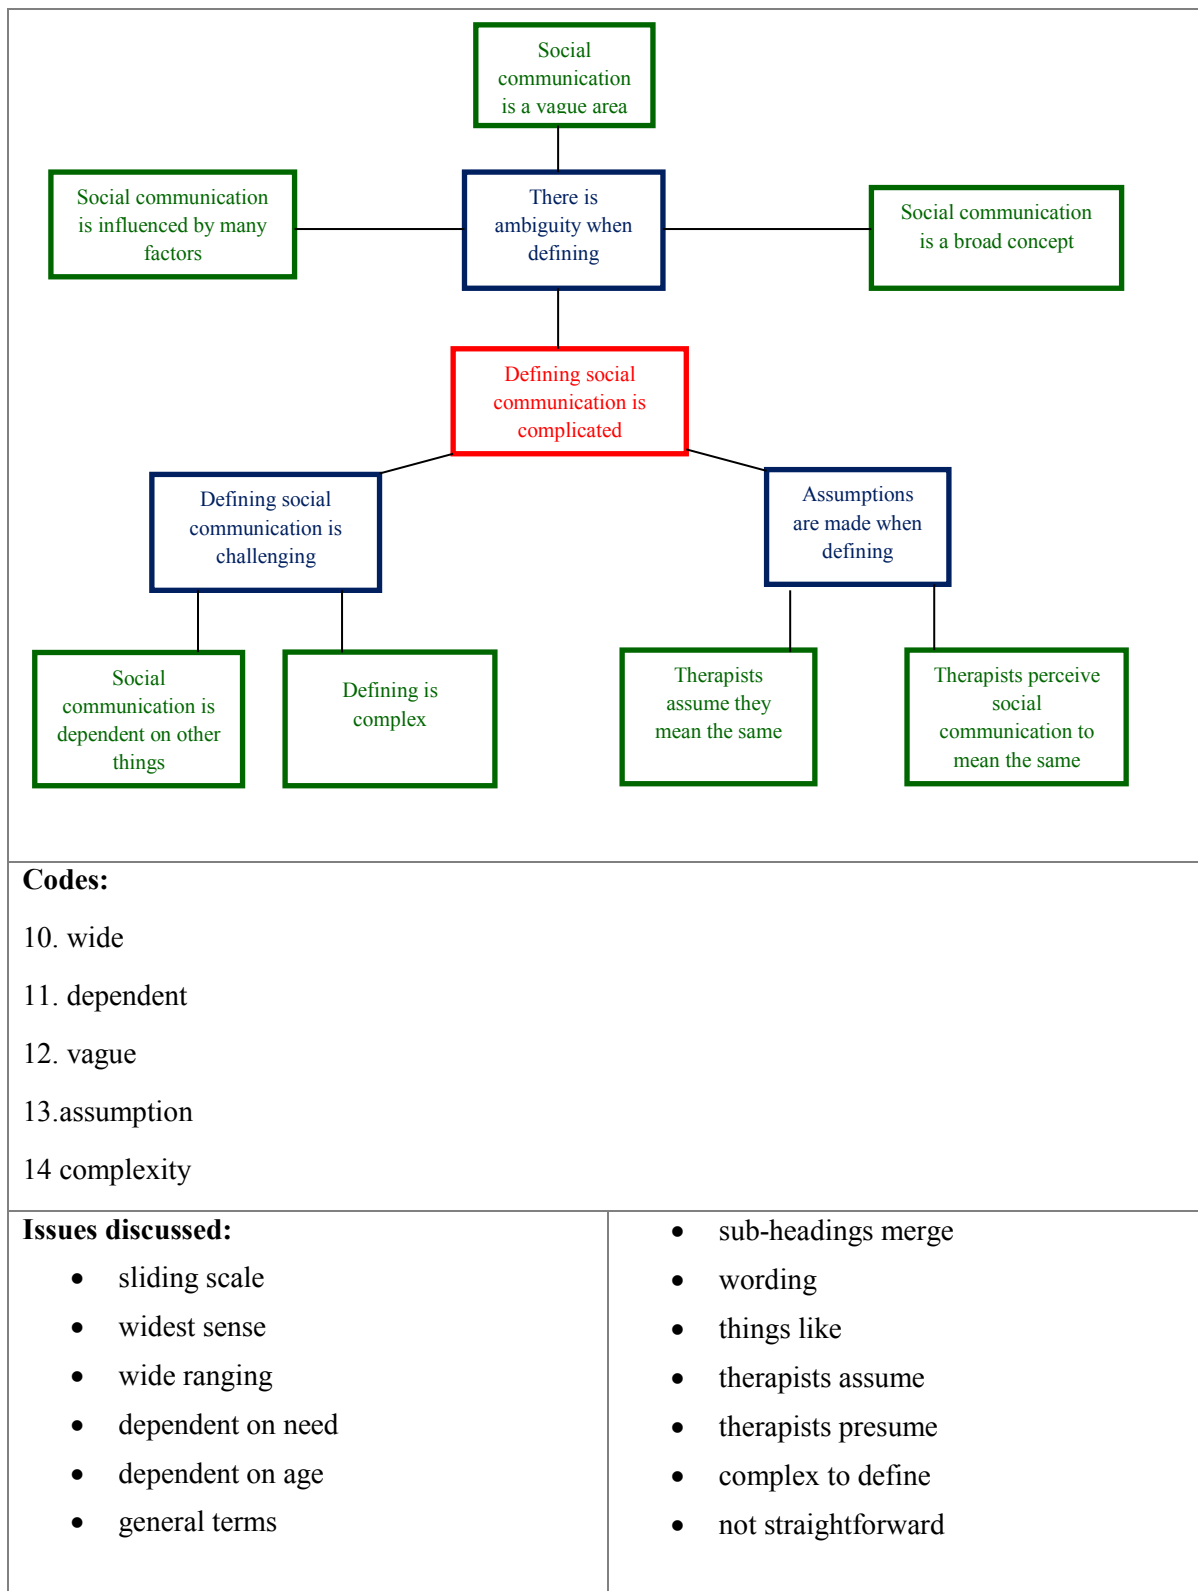 Social
communication
is a vague area
Social communication
is influenced by many
factors
There is
ambiguity when
defining
Social communication
is a broad concept
Defining social
communication is
complicated
Defining social
communication is
challenging
Assumptions
are made when
defining
Social
communication is
dependent on other
things
Defining is
complex
Therapists
assume they
mean the same
Therapists perceive
social
communication to
mean the same
Codes:
10. wide
11. dependent
12. vague
13.assumption
14 complexity
Issues discussed:
• sliding scale
• widest sense
• wide ranging
• dependent on need
• dependent on age
• general terms
• sub-headings merge
• wording
• things like
• therapists assume
• therapists presume
• complex to define
• not straightforward